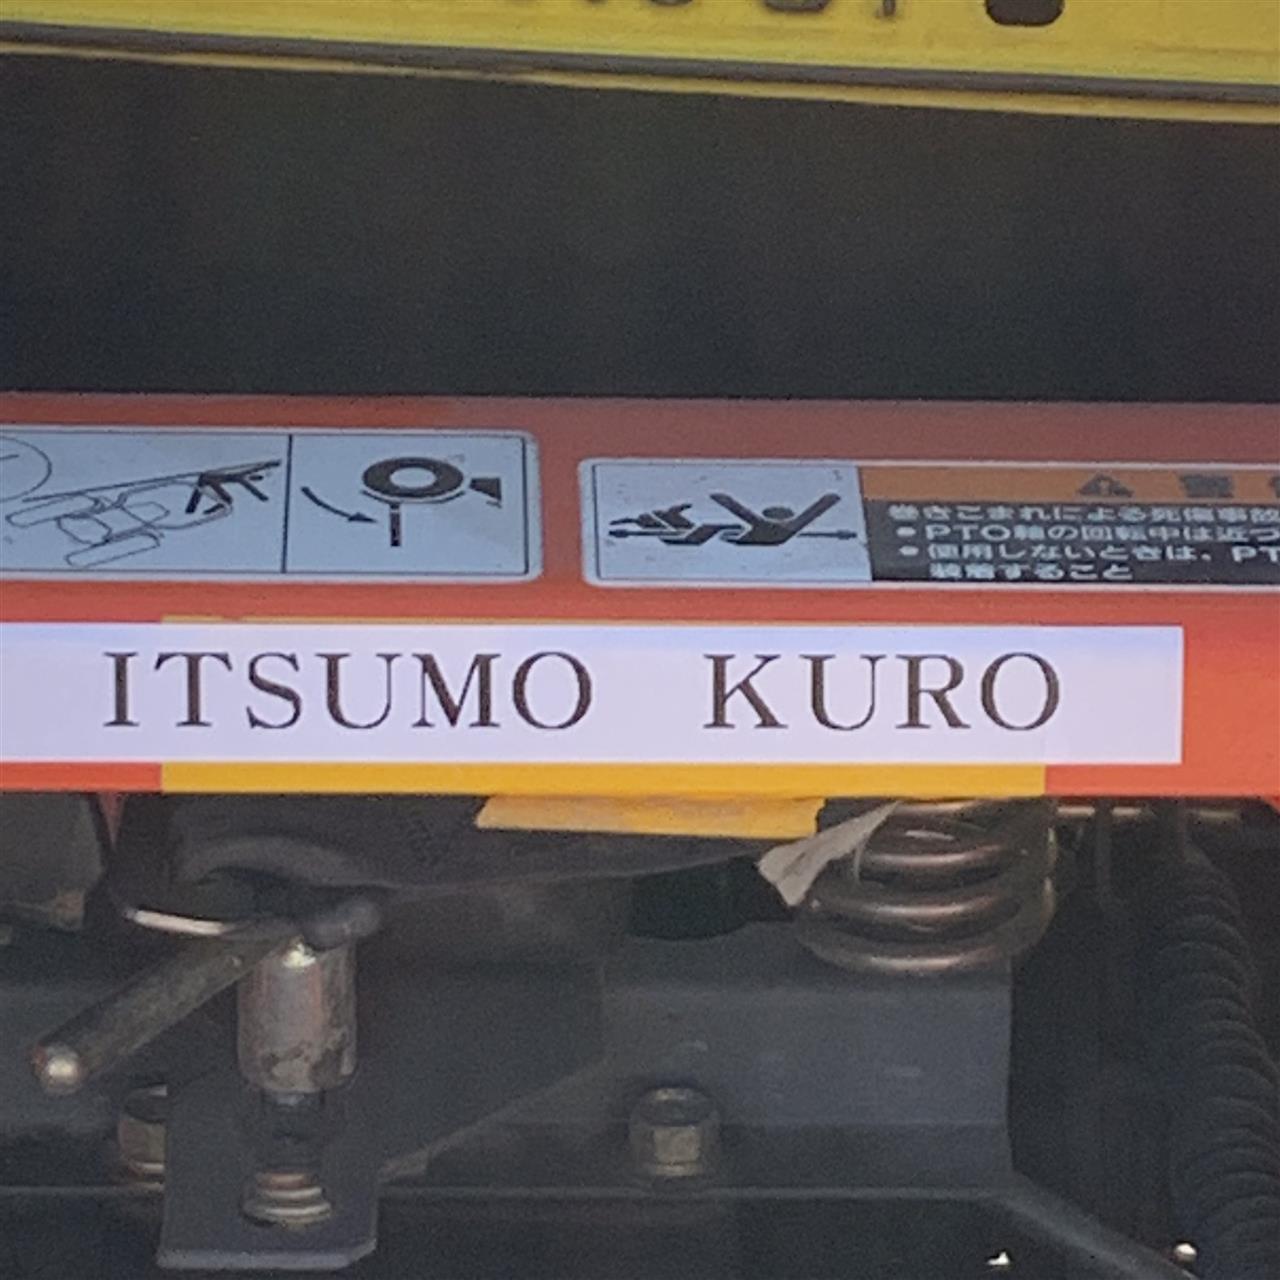 警
巻きこまれによる死傷事故
● PTO軸の回転中は近づ
● 使用しないときは、PT
装着すること
ITSUMO KURO